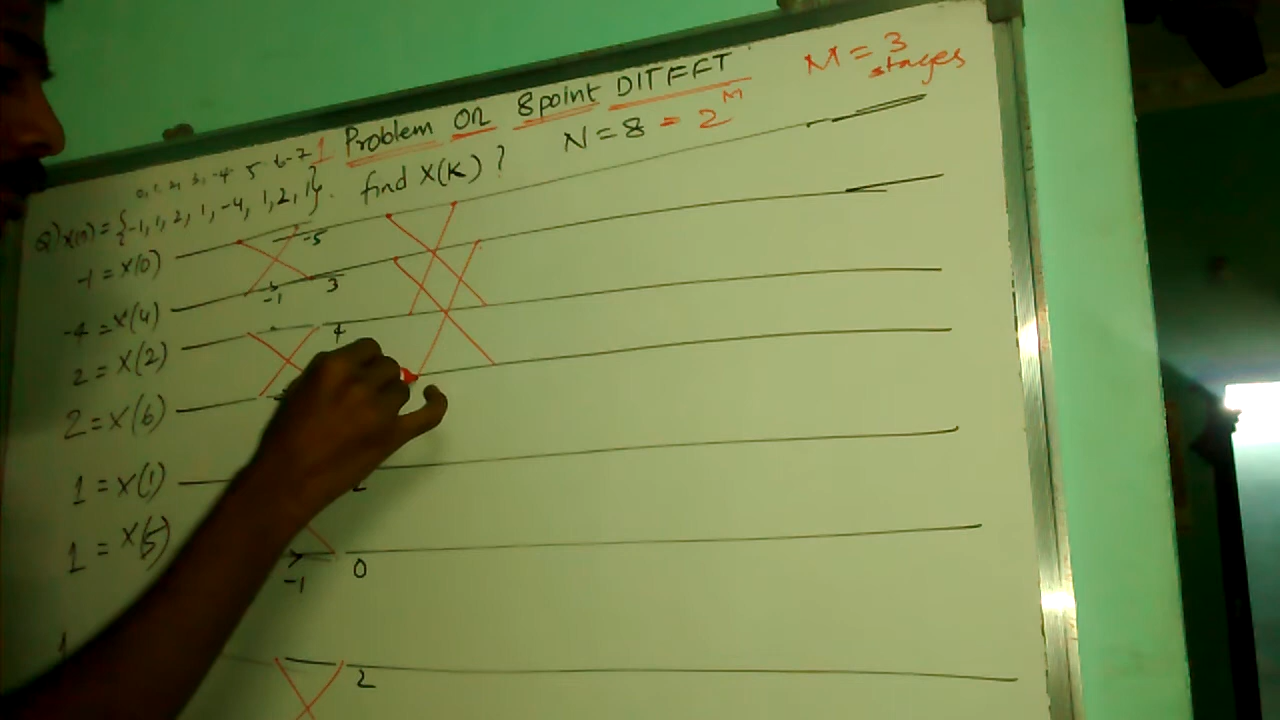 M = 3
stages
1 Problem on 8 point DITFFT
N = 8 = 2^M
0, 1, 2, 3, -4 5 6 - 7
Q) x(n) = {-1, 1, 2, 1, -4, 1, 2, 1}. find X(K) ?
-1 = x(0) -5
-4 = x(4) -1 3
2 = x(2) 4
2 = x(6)
1 = x(1)
1 = x(5) -1 0
1
2